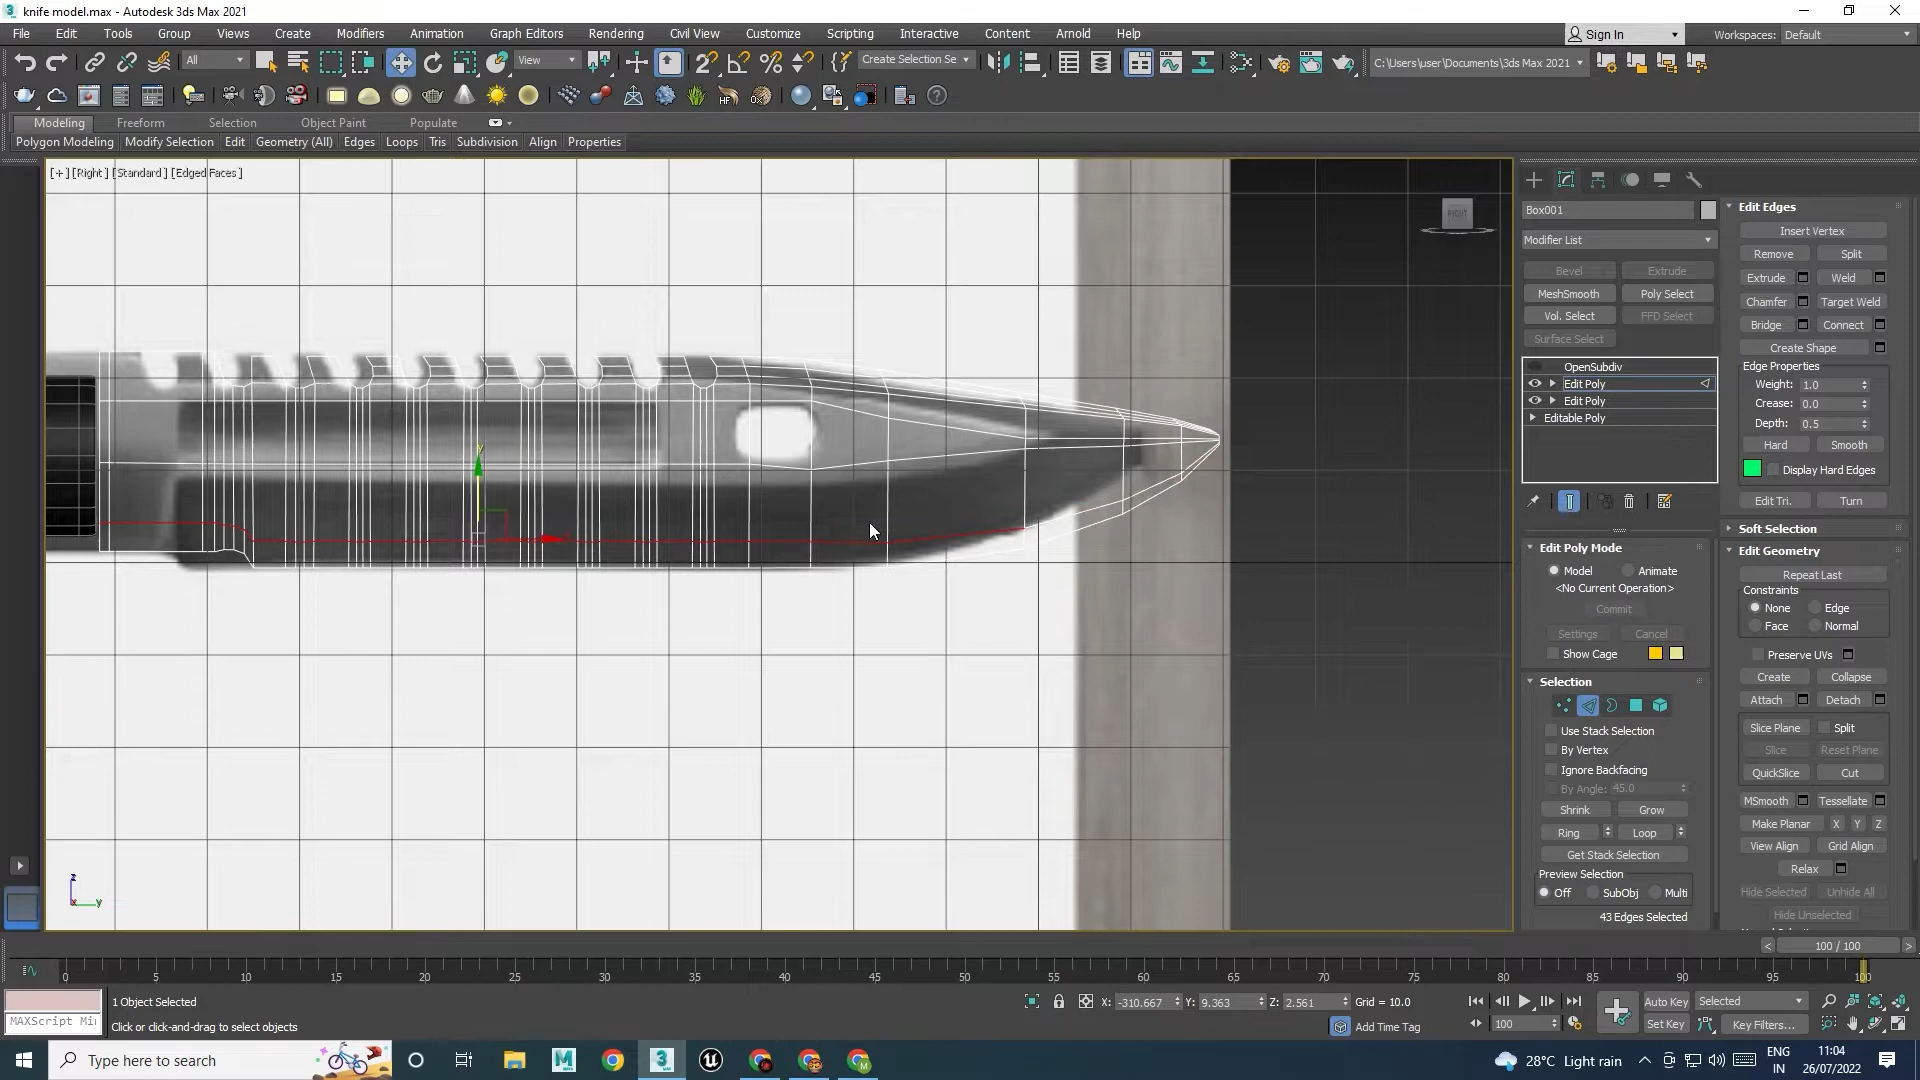 knife model.max - Autodesk 3ds Max 2021
File Edit Tools Group Views Create Modifiers Animation Graph Editors Rendering Civil View Customize Scripting Interactive Content Arnold Help
Sign In Workspaces: Default
All View Create Selection Se C:\Users\user\Documents\3ds Max 2021
Modeling Freeform Selection Object Paint Populate
Polygon Modeling Modify Selection Edit Geometry (All) Edges Loops Tris Subdivision Align Properties
[+] [Right] [Standard] [Edged Faces]
RIGHT
Box001
Modifier List
Bevel Extrude
MeshSmooth Poly Select
Vol. Select FFD Select
Surface Select
OpenSubdiv
Edit Poly
Edit Poly
Editable Poly
Edit Poly Mode
Model Animate
<No Current Operation>
Commit
Settings Cancel
Show Cage
Selection
Use Stack Selection
By Vertex
Ignore Backfacing
By Angle: 45.0
Shrink Grow
Ring Loop
Get Stack Selection
Preview Selection
Off SubObj Multi
43 Edges Selected
Edit Edges
Insert Vertex
Remove Split
Extrude Weld
Chamfer Target Weld
Bridge Connect
Create Shape
Edge Properties
Weight: 1.0
Crease: 0.0
Depth: 0.5
Hard Smooth
Display Hard Edges
Edit Tri. Turn
Soft Selection
Edit Geometry
Repeat Last
Constraints
None Edge
Face Normal
Preserve UVs
Create Collapse
Attach Detach
Slice Plane Split
Slice Reset Plane
QuickSlice Cut
MSmooth Tessellate
Make Planar X Y Z
View Align Grid Align
Relax
Hide Selected Unhide All
Hide Unselected
z
x y
y
100 / 100
0 5 10 15 20 25 30 35 40 45 50 55 60 65 70 75 80 85 90 95 100
1 Object Selected X: -310.667 Y: 9.363 Z: 2.561 Grid = 10.0 Auto Key Selected
MAXScript Mi Click or click-and-drag to select objects Add Time Tag 100 Set Key Key Filters...
Type here to search
28°C Light rain
ENG
IN
11:04
26/07/2022